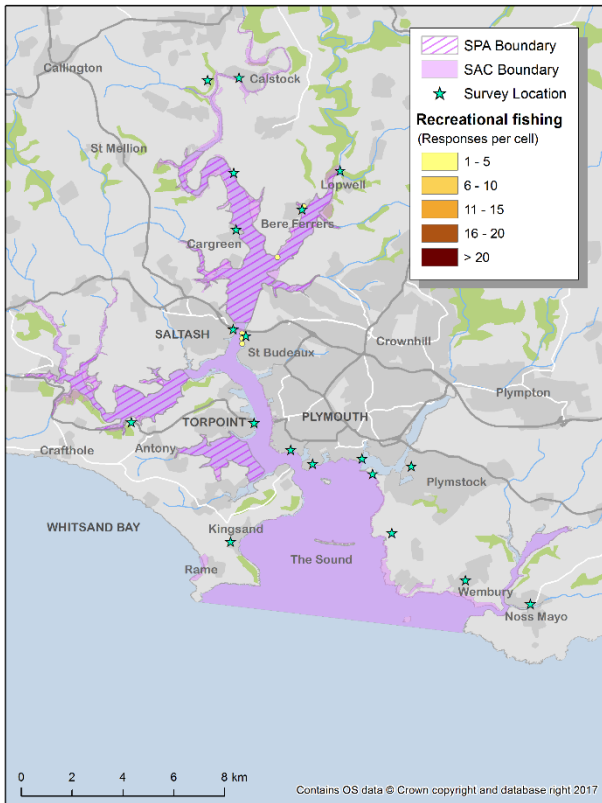 SPA Boundary
SAC Boundary
Survey Location
Recreational fishing
(Responses per cell)
1 - 5
6 - 10
11 - 15
16 - 20
> 20
Callington
Calstock
St Mellion
Lopwell
Bere Ferrers
Cargreen
SALTASH
St Budeaux
Crownhill
Plympton
TORPOINT
PLYMOUTH
Crafthole
Antony
Plymstock
WHITSAND BAY
Kingsand
The Sound
Rame
Wembury
Noss Mayo
0 2 4 8 km
Contains OS data © Crown copyright and database right 2017